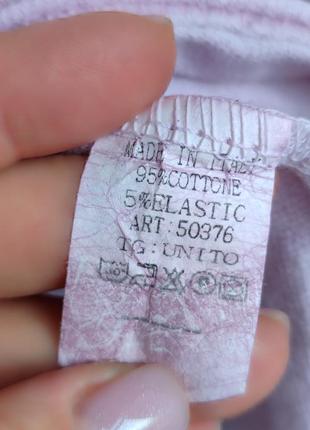 MADE IN ITALY
95%COTTONE
5%ELASTIC
ART:50376
TG:UNITO